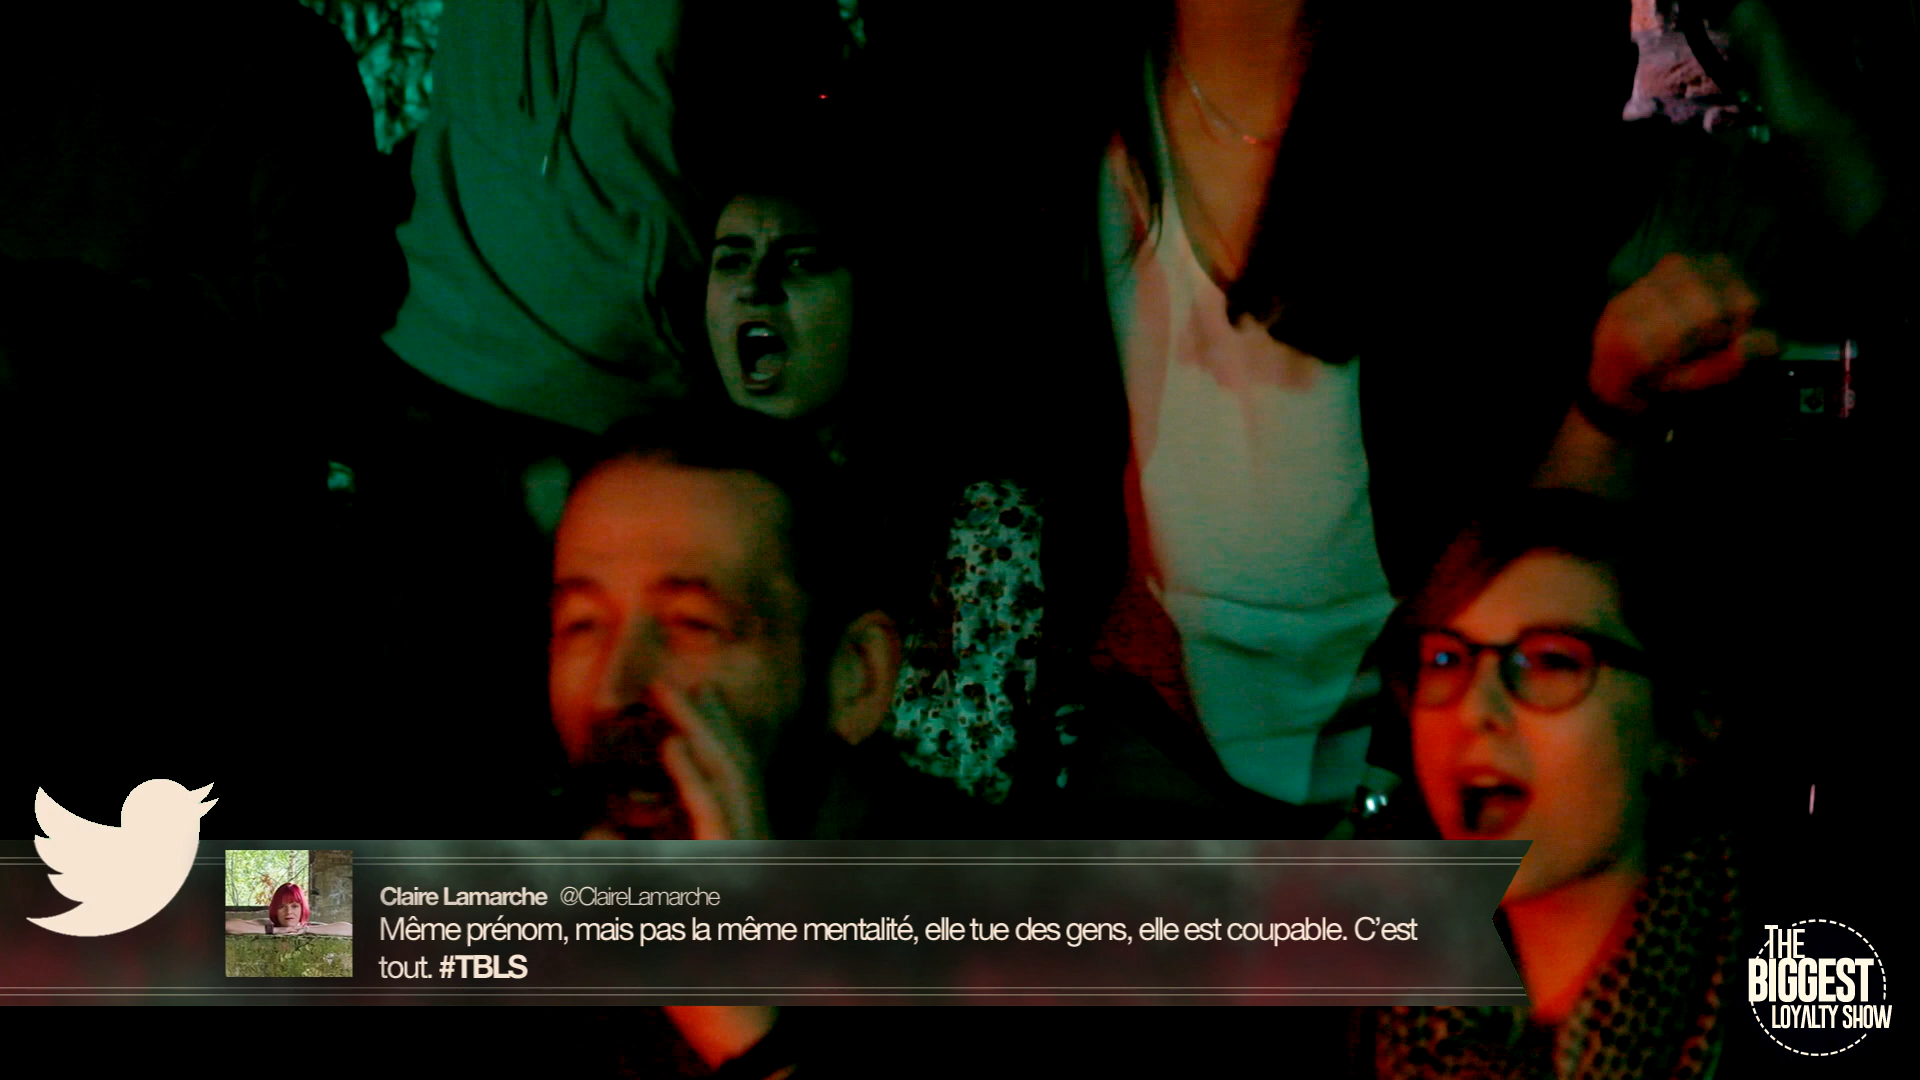 Claire Lamarche @ClaireLamarche
Même prénom, mais pas la même mentalité, elle tue des gens, elle est coupable. C’est
tout. #TBLS
THE
BIGGEST
LOYALTY SHOW